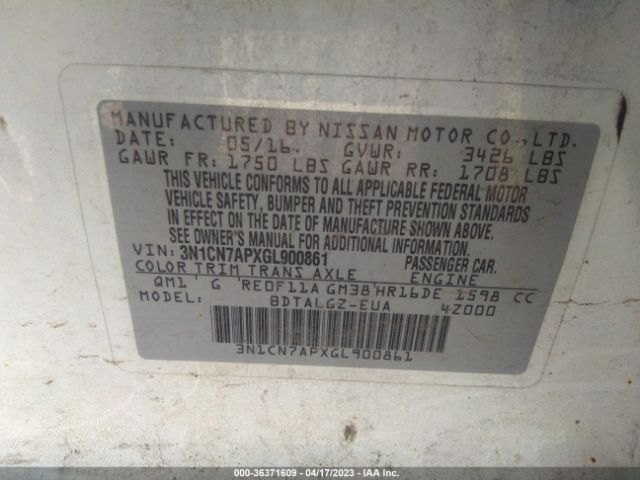 MANUFACTURED BY NISSAN MOTOR CO., LTD.
DATE: 05/16. GVWR: 3426 LBS
GAWR FR: 1750 LBS GAWR RR: 1708 LBS
THIS VEHICLE CONFORMS TO ALL APPLICABLE FEDERAL MOTOR
VEHICLE SAFETY, BUMPER AND THEFT PREVENTION STANDARDS
IN EFFECT ON THE DATE OF MANUFACTURE SHOWN ABOVE.
SEE OWNER'S MANUAL FOR ADDITIONAL INFORMATION.
VIN: 3N1CN7APXGL900861 PASSENGER CAR.
COLOR TRIM TRANS AXLE ENGINE
QM1 G RE0F11A GM38 HR16DE 1598 CC
MODEL: BDTALGZ-EUA 4Z000
3N1CN7APXGL900861
000-36371609 - 04/17/2023 - IAA Inc.